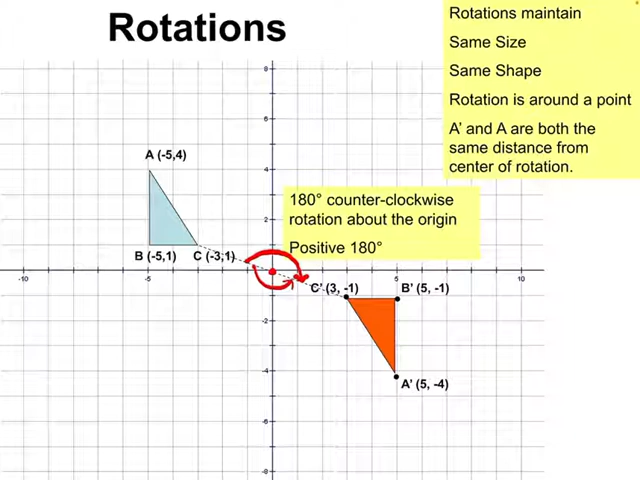 Rotations
Rotations maintain
Same Size
Same Shape
Rotation is around a point
A' and A are both the
same distance from
center of rotation.
8
6
4
A (-5,4)
180° counter-clockwise
rotation about the origin
Positive 180°
2
B (-5,1) C (-3,1)
-10 -5 5 10
C' (3, -1) B' (5, -1)
-2
-4
A' (5, -4)
-6
-8